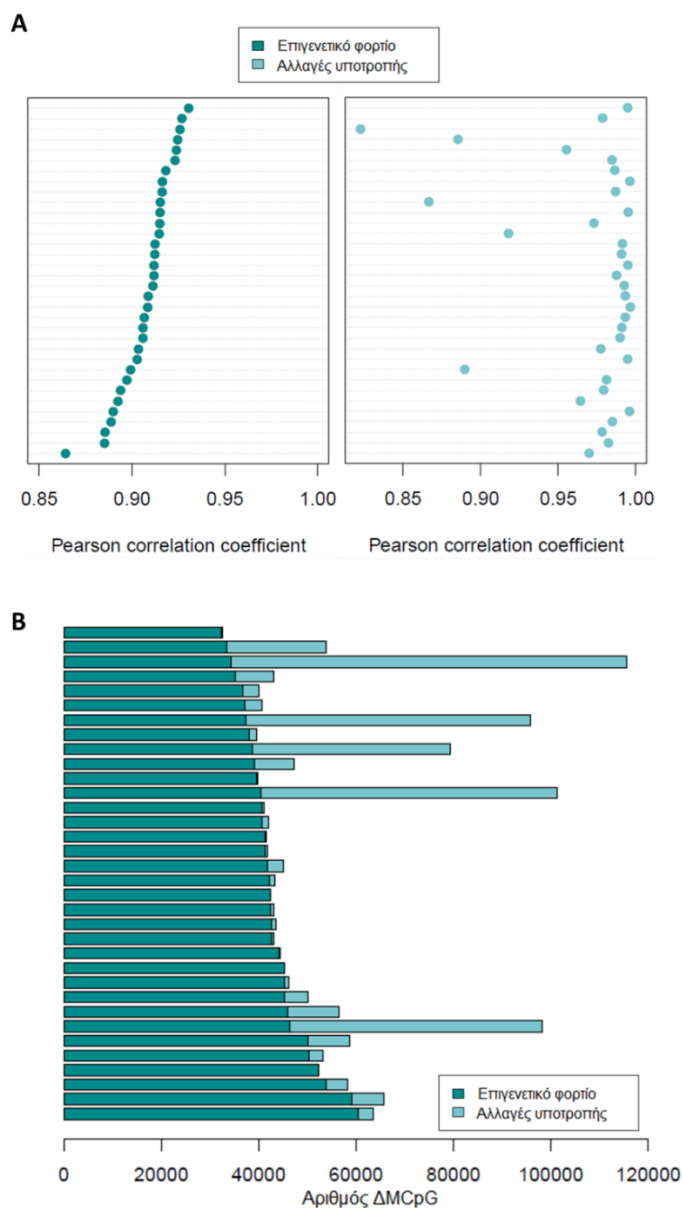 A
Επιγενετικό φορτίο
Αλλαγές υποτροπής
0.85 0.90 0.95 1.00
0.85 0.90 0.95 1.00
Pearson correlation coefficient
Pearson correlation coefficient
B
Επιγενετικό φορτίο
Αλλαγές υποτροπής
0 20000 40000 60000 80000 100000 120000
Αριθμός ΔMCpG